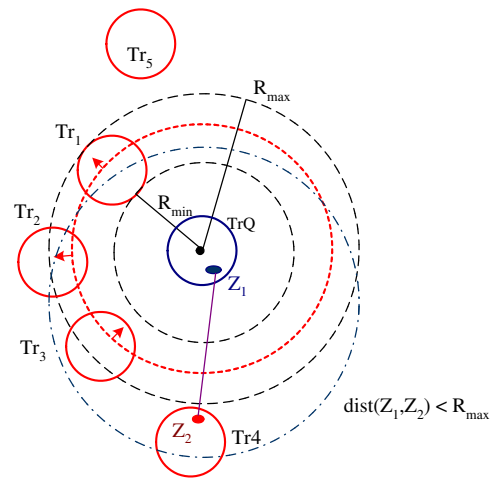 Tr5
Rmax
Tr1
Rmin
Tr2
TrQ
Z1
Tr3
dist(Z1,Z2) < Rmax
Z2
Tr4